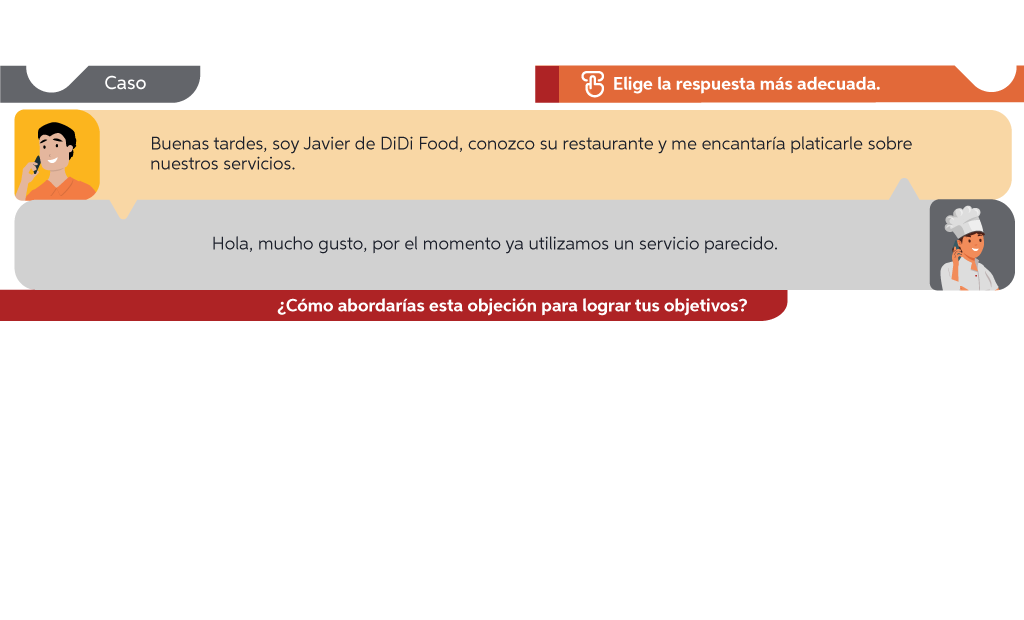 Caso
Elige la respuesta más adecuada.
Buenas tardes, soy Javier de DiDi Food, conozco su restaurante y me encantaría platicarle sobre
nuestros servicios.
Hola, mucho gusto, por el momento ya utilizamos un servicio parecido.
¿Cómo abordarías esta objeción para lograr tus objetivos?